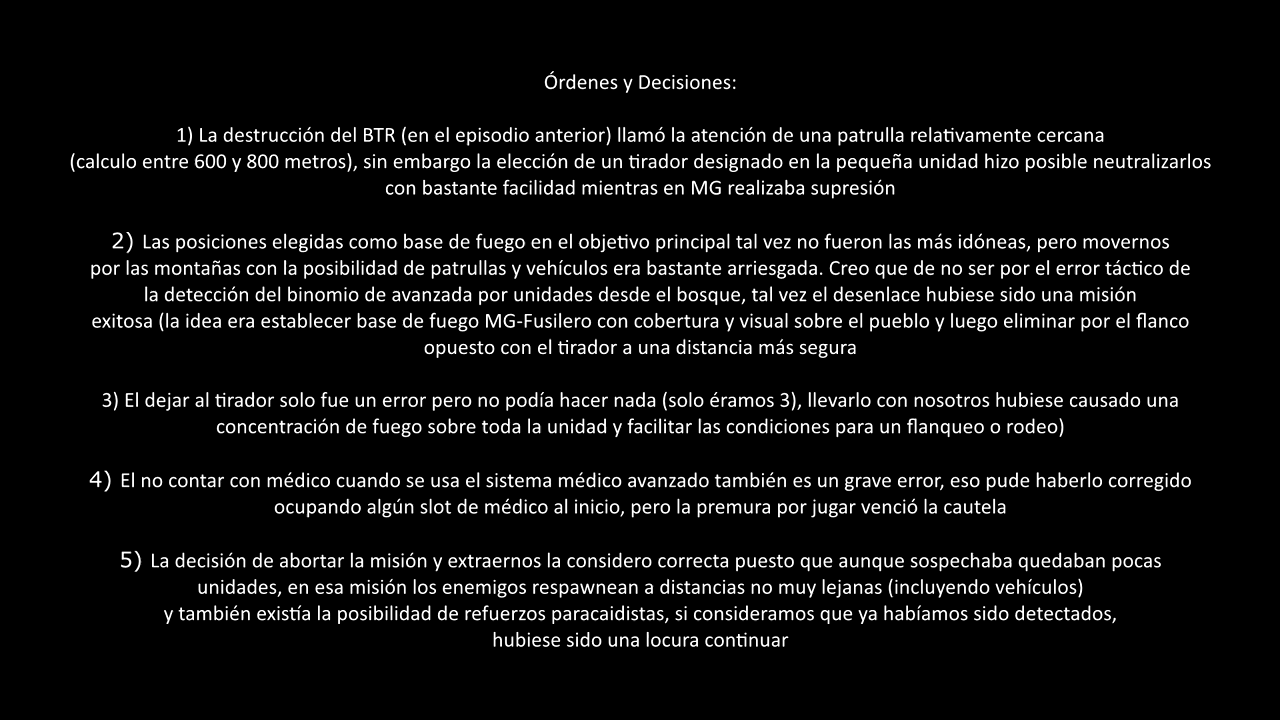 Órdenes y Decisiones:
1) La destrucción del BTR (en el episodio anterior) llamó la atención de una patrulla relativamente cercana
(calculo entre 600 y 800 metros), sin embargo la elección de un tirador designado en la pequeña unidad hizo posible neutralizarlos
con bastante facilidad mientras en MG realizaba supresión
2) Las posiciones elegidas como base de fuego en el objetivo principal tal vez no fueron las más idóneas, pero movernos
por las montañas con la posibilidad de patrullas y vehículos era bastante arriesgada. Creo que de no ser por el error táctico de
la detección del binomio de avanzada por unidades desde el bosque, tal vez el desenlace hubiese sido una misión
exitosa (la idea era establecer base de fuego MG-Fusilero con cobertura y visual sobre el pueblo y luego eliminar por el flanco
opuesto con el tirador a una distancia más segura
3) El dejar al tirador solo fue un error pero no podía hacer nada (solo éramos 3), llevarlo con nosotros hubiese causado una
concentración de fuego sobre toda la unidad y facilitar las condiciones para un flanqueo o rodeo)
4) El no contar con médico cuando se usa el sistema médico avanzado también es un grave error, eso pude haberlo corregido
ocupando algún slot de médico al inicio, pero la premura por jugar venció la cautela
5) La decisión de abortar la misión y extraernos la considero correcta puesto que aunque sospechaba quedaban pocas
unidades, en esa misión los enemigos respawnean a distancias no muy lejanas (incluyendo vehículos)
y también existía la posibilidad de refuerzos paracaidistas, si consideramos que ya habíamos sido detectados,
hubiese sido una locura continuar